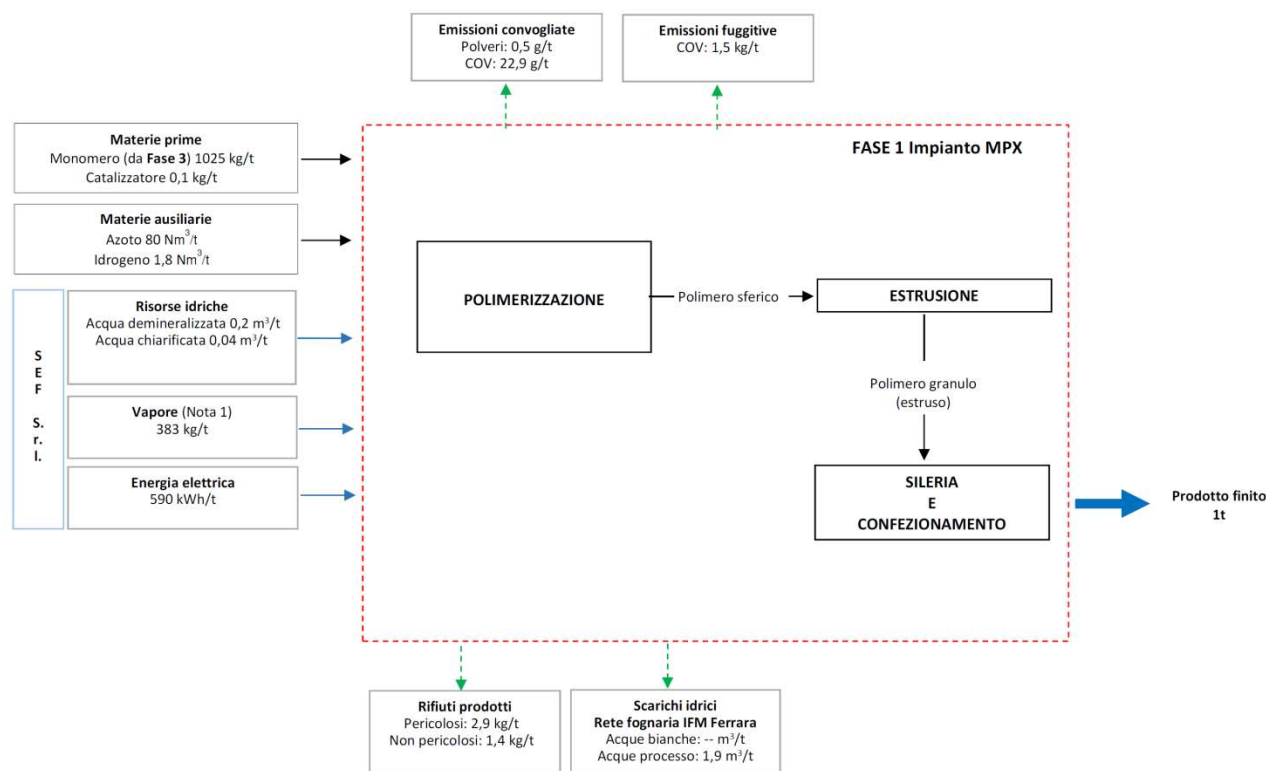 Emissioni convogliate
Polveri: 0,5 g/t
COV: 22,9 g/t
Emissioni fuggitive
COV: 1,5 kg/t
Materie prime
Monomero (da Fase 3) 1025 kg/t
Catalizzatore 0,1 kg/t
FASE 1 Impianto MPX
Materie ausiliarie
Azoto 80 Nm³/t
Idrogeno 1,8 Nm³/t
SEF S.r.l.
Risorse idriche
Acqua demineralizzata 0,2 m³/t
Acqua chiarificata 0,04 m³/t
Vapore (Nota 1)
383 kg/t
Energia elettrica
590 kWh/t
POLIMERIZZAZIONE
Polimero sferico
ESTRUSIONE
Polimero granulo
(estruso)
SILERIA
E
CONFEZIONAMENTO
Prodotto finito
1t
Rifiuti prodotti
Pericolosi: 2,9 kg/t
Non pericolosi: 1,4 kg/t
Scarichi idrici
Rete fognaria IFM Ferrara
Acque bianche: -- m³/t
Acque processo: 1,9 m³/t